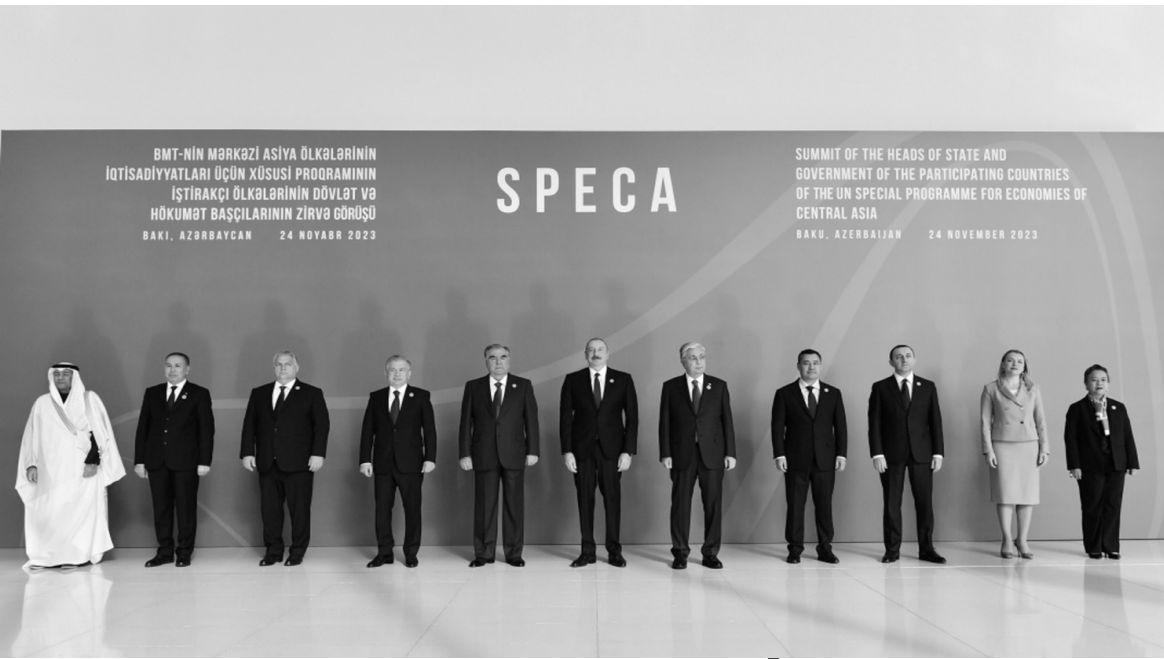 BMT-NİN MƏRKƏZİ ASİYA ÖLKƏLƏRİNİN
İQTİSADİYYATLARI ÜÇÜN XÜSUSİ PROQRAMININ
İŞTİRAKÇI ÖLKƏLƏRİNİN DÖVLƏT VƏ
HÖKUMƏT BAŞÇILARININ ZİRVƏ GÖRÜŞÜ
BAKI, AZƏRBAYCAN 24 NOYABR 2023
SPECA
SUMMIT OF THE HEADS OF STATE AND
GOVERNMENT OF THE PARTICIPATING COUNTRIES
OF THE UN SPECIAL PROGRAMME FOR ECONOMIES OF
CENTRAL ASIA
BAKU, AZERBAIJAN 24 NOVEMBER 2023